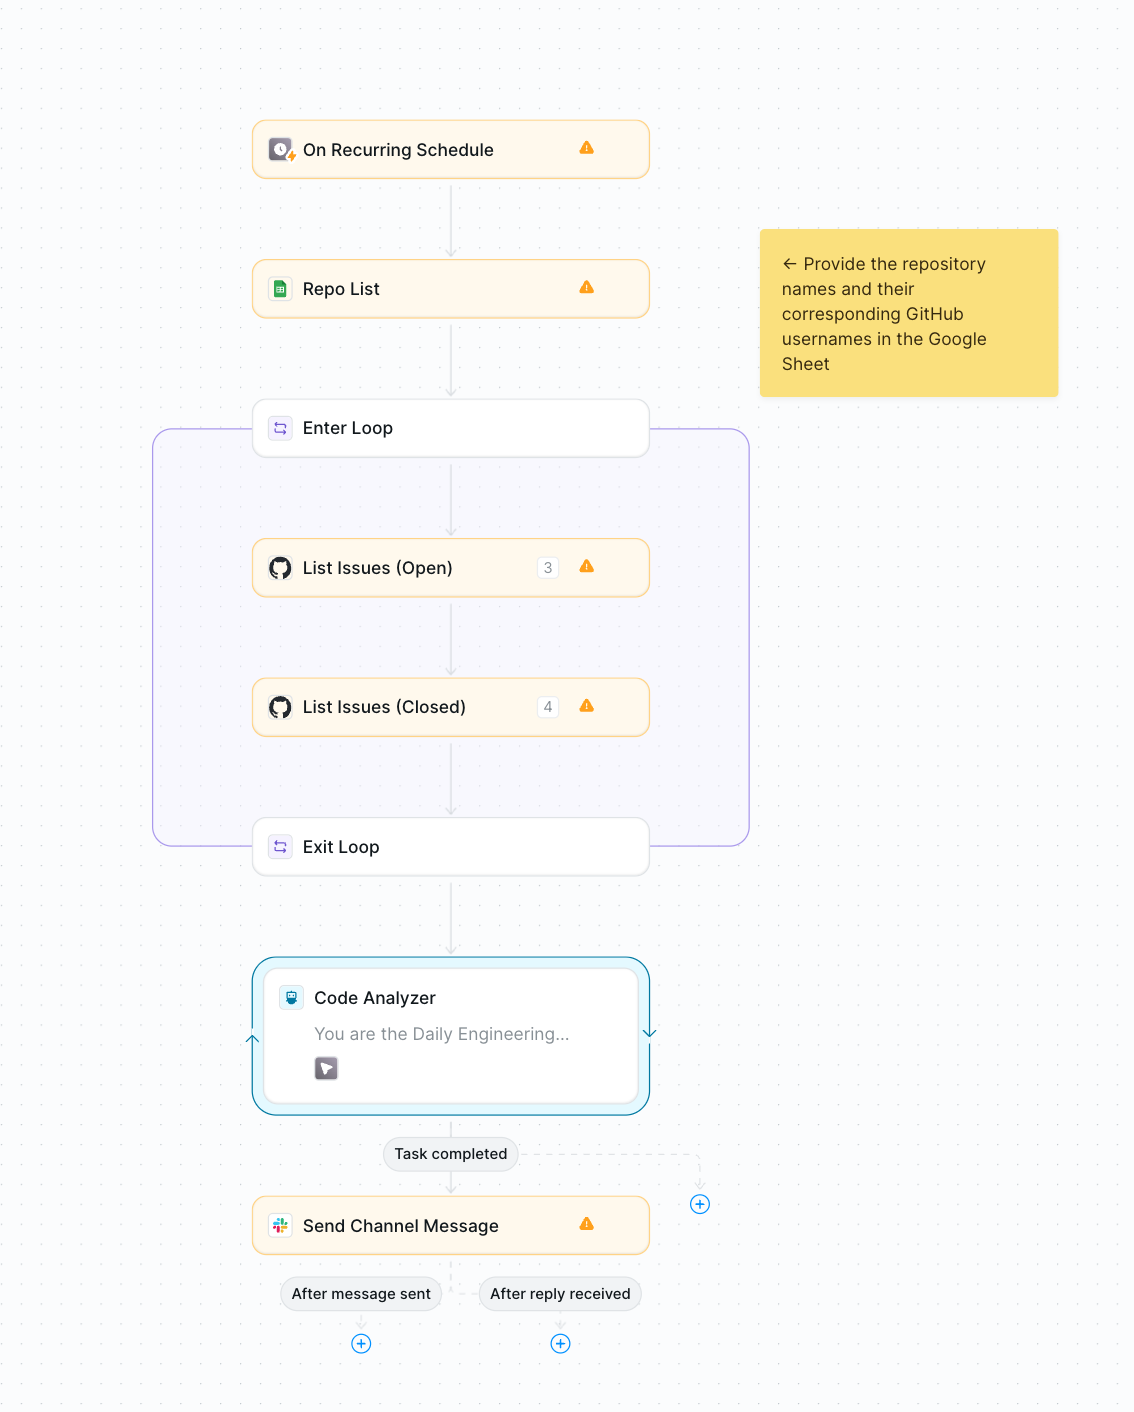 On Recurring Schedule
Repo List
← Provide the repository
names and their
corresponding GitHub
usernames in the Google
Sheet
Enter Loop
List Issues (Open) 3
List Issues (Closed) 4
Exit Loop
Code Analyzer
You are the Daily Engineering...
Task completed
Send Channel Message
After message sent
After reply received